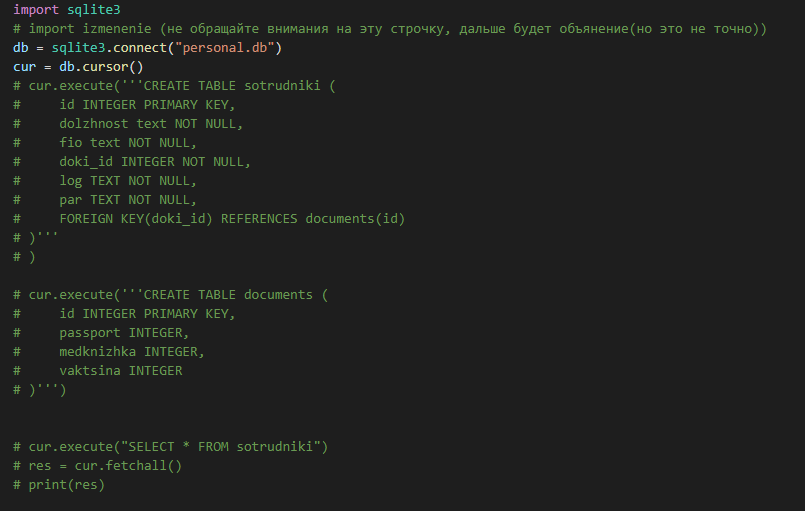 import sqlite3
# import izmenenie (не обращайте внимания на эту строчку, дальше будет объянение(но это не точно))
db = sqlite3.connect("personal.db")
cur = db.cursor()
# cur.execute('''CREATE TABLE sotrudniki (
#     id INTEGER PRIMARY KEY,
#     dolzhnost text NOT NULL,
#     fio text NOT NULL,
#     doki_id INTEGER NOT NULL,
#     log TEXT NOT NULL,
#     par TEXT NOT NULL,
#     FOREIGN KEY(doki_id) REFERENCES documents(id)
# )'''
# )
# cur.execute('''CREATE TABLE documents (
#     id INTEGER PRIMARY KEY,
#     passport INTEGER,
#     medknizhka INTEGER,
#     vaktsina INTEGER
# )''')
# cur.execute("SELECT * FROM sotrudniki")
# res = cur.fetchall()
# print(res)